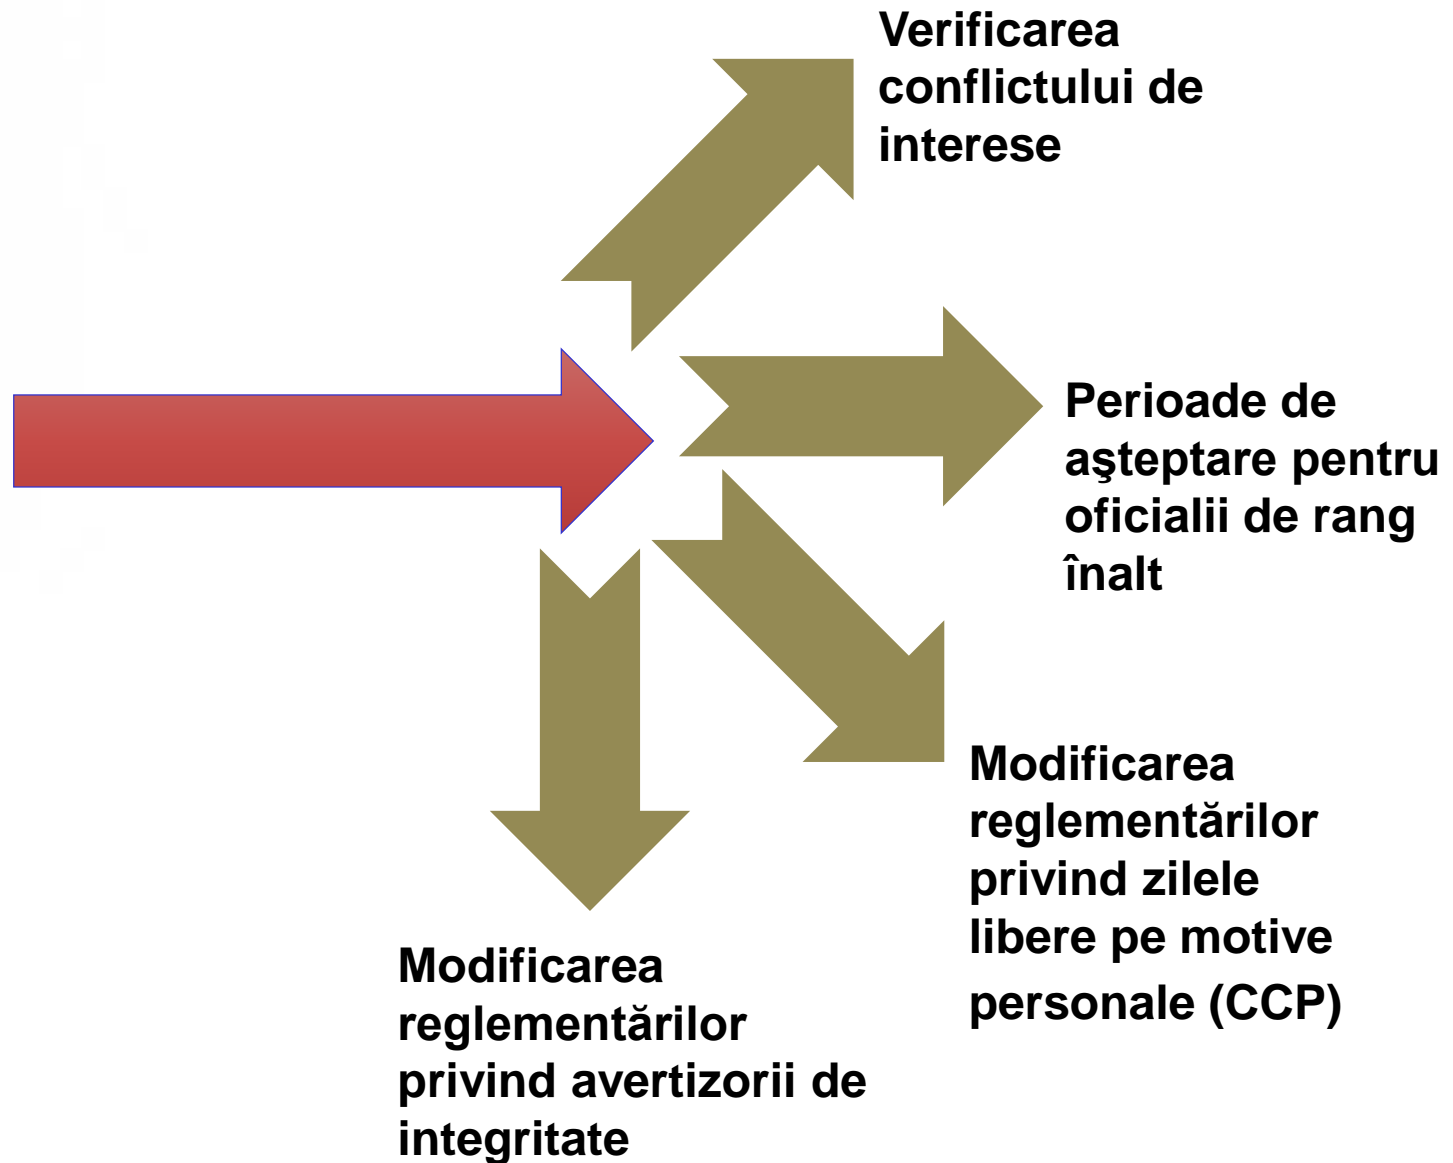 Verificarea
conflictului de
interese
Perioade de
aşteptare pentru
oficialii de rang
înalt
Modificarea
reglementărilor
privind zilele
libere pe motive
personale (CCP)
Modificarea
reglementărilor
privind avertizorii de
integritate